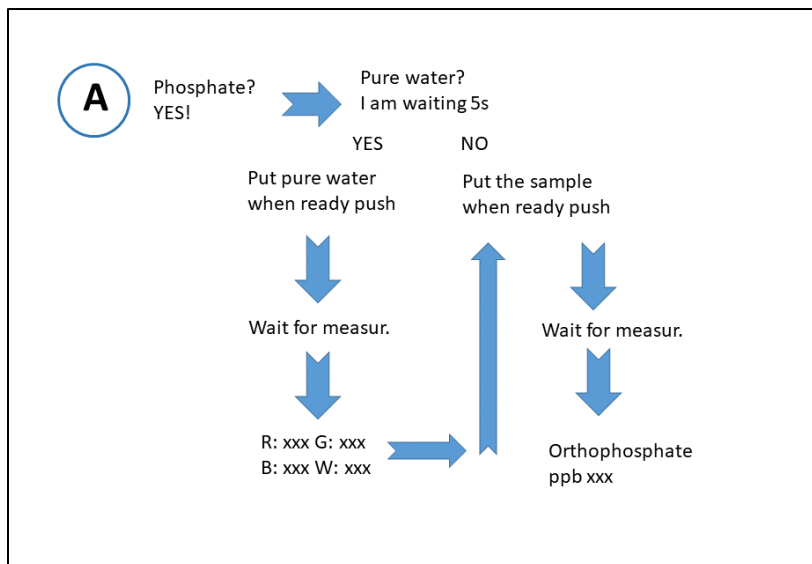 A
Phosphate?
YES!
Pure water?
I am waiting 5s
YES
NO
Put pure water
when ready push
Put the sample
when ready push
Wait for measur.
Wait for measur.
R: xxx G: xxx
B: xxx W: xxx
Orthophosphate
ppb xxx